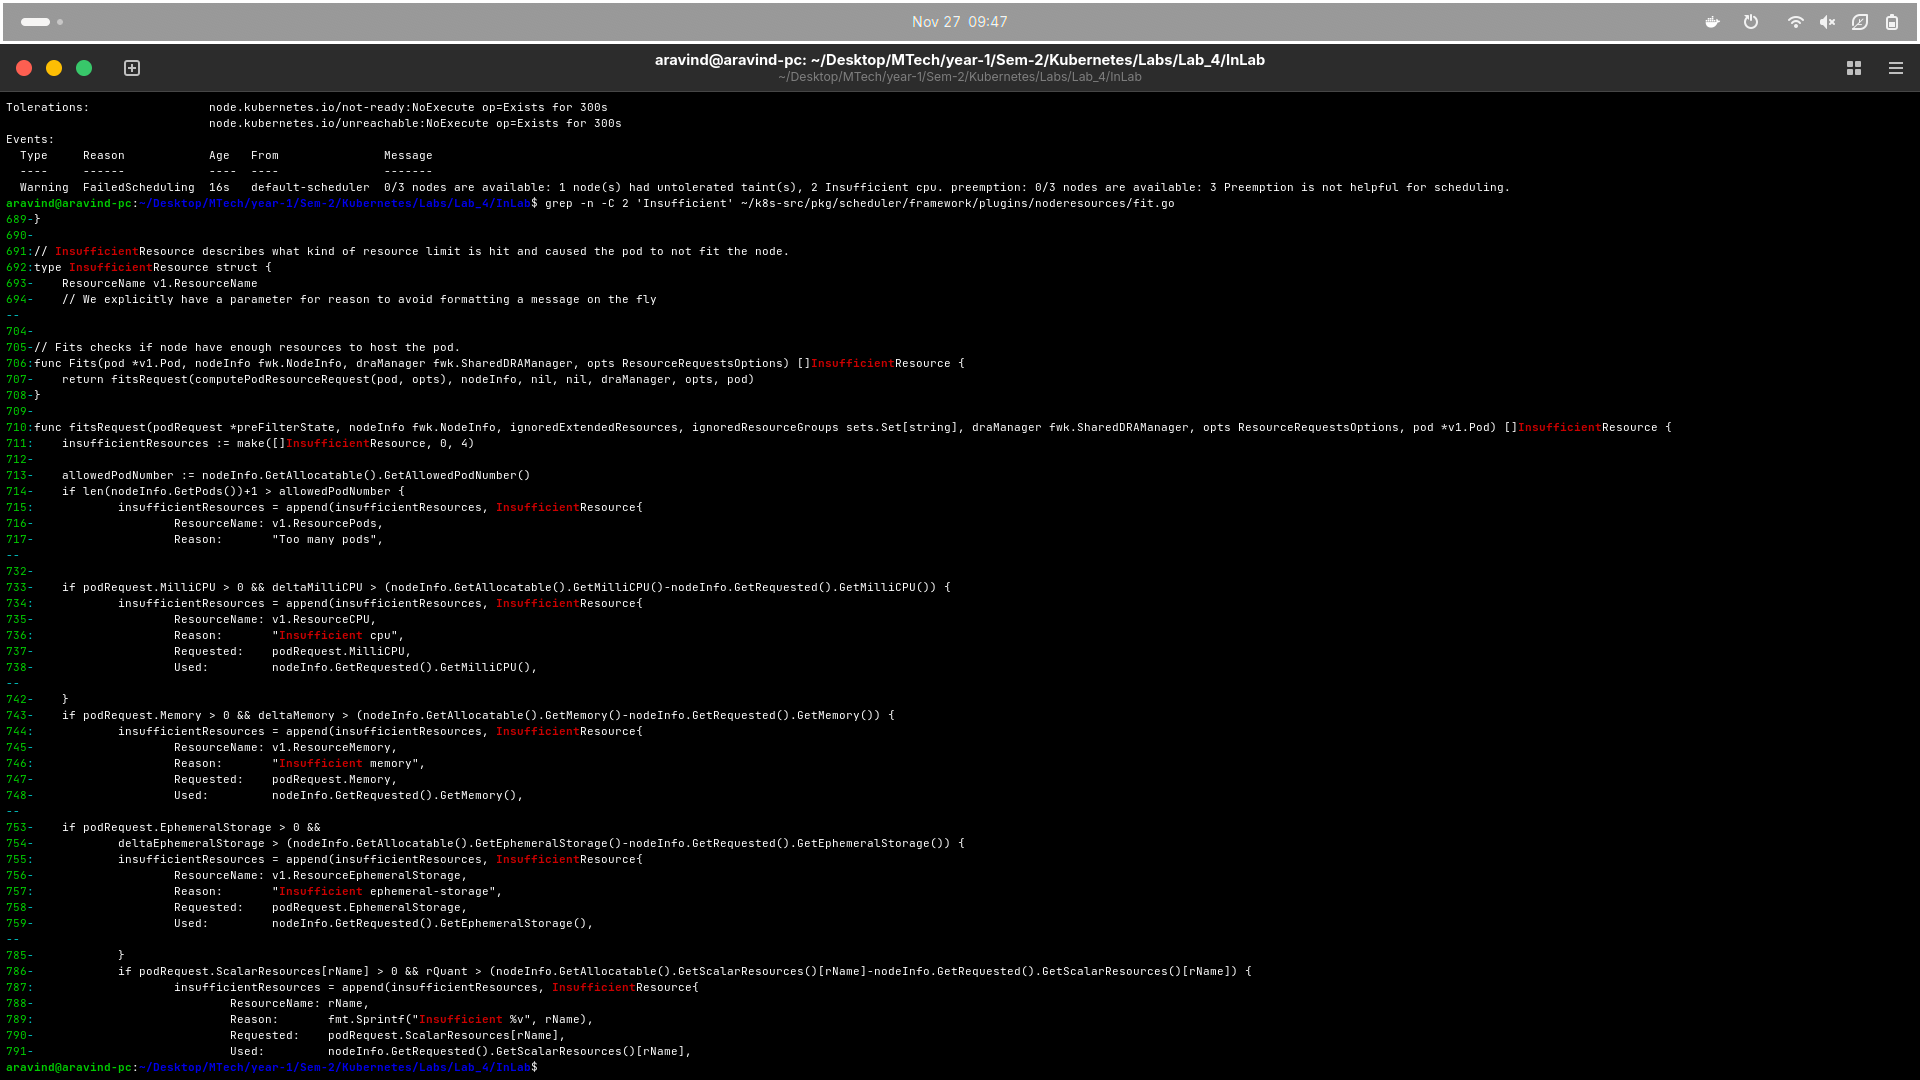 Nov 27 09:47
aravind@aravind-pc: ~/Desktop/MTech/year-1/Sem-2/Kubernetes/Labs/Lab_4/InLab
~/Desktop/MTech/year-1/Sem-2/Kubernetes/Labs/Lab_4/InLab
Tolerations:                 node.kubernetes.io/not-ready:NoExecute op=Exists for 300s
                             node.kubernetes.io/unreachable:NoExecute op=Exists for 300s
Events:
  Type     Reason            Age   From               Message
  ----     ------            ----  ----               -------
  Warning  FailedScheduling  16s   default-scheduler  0/3 nodes are available: 1 node(s) had untolerated taint(s), 2 Insufficient cpu. preemption: 0/3 nodes are available: 3 Preemption is not helpful for scheduling.
aravind@aravind-pc:~/Desktop/MTech/year-1/Sem-2/Kubernetes/Labs/Lab_4/InLab$ grep -n -C 2 'Insufficient' ~/k8s-src/pkg/scheduler/framework/plugins/noderesources/fit.go
689-}
690-
691:// InsufficientResource describes what kind of resource limit is hit and caused the pod to not fit the node.
692:type InsufficientResource struct {
693-    ResourceName v1.ResourceName
694-    // We explicitly have a parameter for reason to avoid formatting a message on the fly
--
704-
705-// Fits checks if node have enough resources to host the pod.
706:func Fits(pod *v1.Pod, nodeInfo fwk.NodeInfo, draManager fwk.SharedDRAManager, opts ResourceRequestsOptions) []InsufficientResource {
707-    return fitsRequest(computePodResourceRequest(pod, opts), nodeInfo, nil, nil, draManager, opts, pod)
708-}
709-
710:func fitsRequest(podRequest *preFilterState, nodeInfo fwk.NodeInfo, ignoredExtendedResources, ignoredResourceGroups sets.Set[string], draManager fwk.SharedDRAManager, opts ResourceRequestsOptions, pod *v1.Pod) []InsufficientResource {
711:    insufficientResources := make([]InsufficientResource, 0, 4)
712-
713-    allowedPodNumber := nodeInfo.GetAllocatable().GetAllowedPodNumber()
714-    if len(nodeInfo.GetPods())+1 > allowedPodNumber {
715:            insufficientResources = append(insufficientResources, InsufficientResource{
716-                    ResourceName: v1.ResourcePods,
717-                    Reason:       "Too many pods",
--
732-
733-    if podRequest.MilliCPU > 0 && deltaMilliCPU > (nodeInfo.GetAllocatable().GetMilliCPU()-nodeInfo.GetRequested().GetMilliCPU()) {
734:            insufficientResources = append(insufficientResources, InsufficientResource{
735-                    ResourceName: v1.ResourceCPU,
736:                    Reason:       "Insufficient cpu",
737-                    Requested:    podRequest.MilliCPU,
738-                    Used:         nodeInfo.GetRequested().GetMilliCPU(),
--
742-    }
743-    if podRequest.Memory > 0 && deltaMemory > (nodeInfo.GetAllocatable().GetMemory()-nodeInfo.GetRequested().GetMemory()) {
744:            insufficientResources = append(insufficientResources, InsufficientResource{
745-                    ResourceName: v1.ResourceMemory,
746:                    Reason:       "Insufficient memory",
747-                    Requested:    podRequest.Memory,
748-                    Used:         nodeInfo.GetRequested().GetMemory(),
--
753-    if podRequest.EphemeralStorage > 0 &&
754-            deltaEphemeralStorage > (nodeInfo.GetAllocatable().GetEphemeralStorage()-nodeInfo.GetRequested().GetEphemeralStorage()) {
755:            insufficientResources = append(insufficientResources, InsufficientResource{
756-                    ResourceName: v1.ResourceEphemeralStorage,
757:                    Reason:       "Insufficient ephemeral-storage",
758-                    Requested:    podRequest.EphemeralStorage,
759-                    Used:         nodeInfo.GetRequested().GetEphemeralStorage(),
--
785-            }
786-            if podRequest.ScalarResources[rName] > 0 && rQuant > (nodeInfo.GetAllocatable().GetScalarResources()[rName]-nodeInfo.GetRequested().GetScalarResources()[rName]) {
787:                    insufficientResources = append(insufficientResources, InsufficientResource{
788-                            ResourceName: rName,
789:                            Reason:       fmt.Sprintf("Insufficient %v", rName),
790-                            Requested:    podRequest.ScalarResources[rName],
791-                            Used:         nodeInfo.GetRequested().GetScalarResources()[rName],
aravind@aravind-pc:~/Desktop/MTech/year-1/Sem-2/Kubernetes/Labs/Lab_4/InLab$